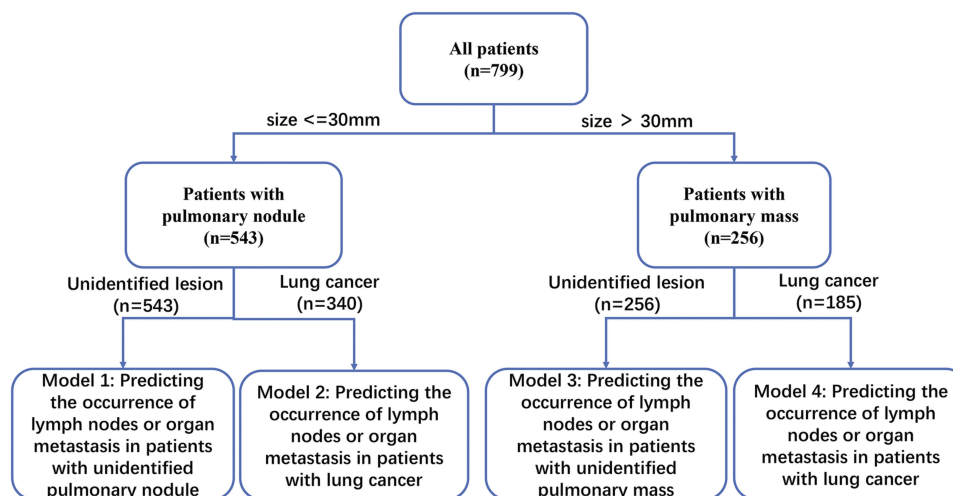 All patients
(n=799)
size <=30mm
size > 30mm
Patients with
pulmonary nodule
(n=543)
Patients with
pulmonary mass
(n=256)
Unidentified lesion
(n=543)
Lung cancer
(n=340)
Unidentified lesion
(n=256)
Lung cancer
(n=185)
Model 1: Predicting
the occurrence of
lymph nodes or organ
metastasis in patients
with unidentified
pulmonary nodule
Model 2: Predicting the
occurrence of lymph
nodes or organ
metastasis in patients
with lung cancer
Model 3: Predicting the
occurrence of lymph
nodes or organ
metastasis in patients
with unidentified
pulmonary mass
Model 4: Predicting the
occurrence of lymph
nodes or organ
metastasis in patients
with lung cancer